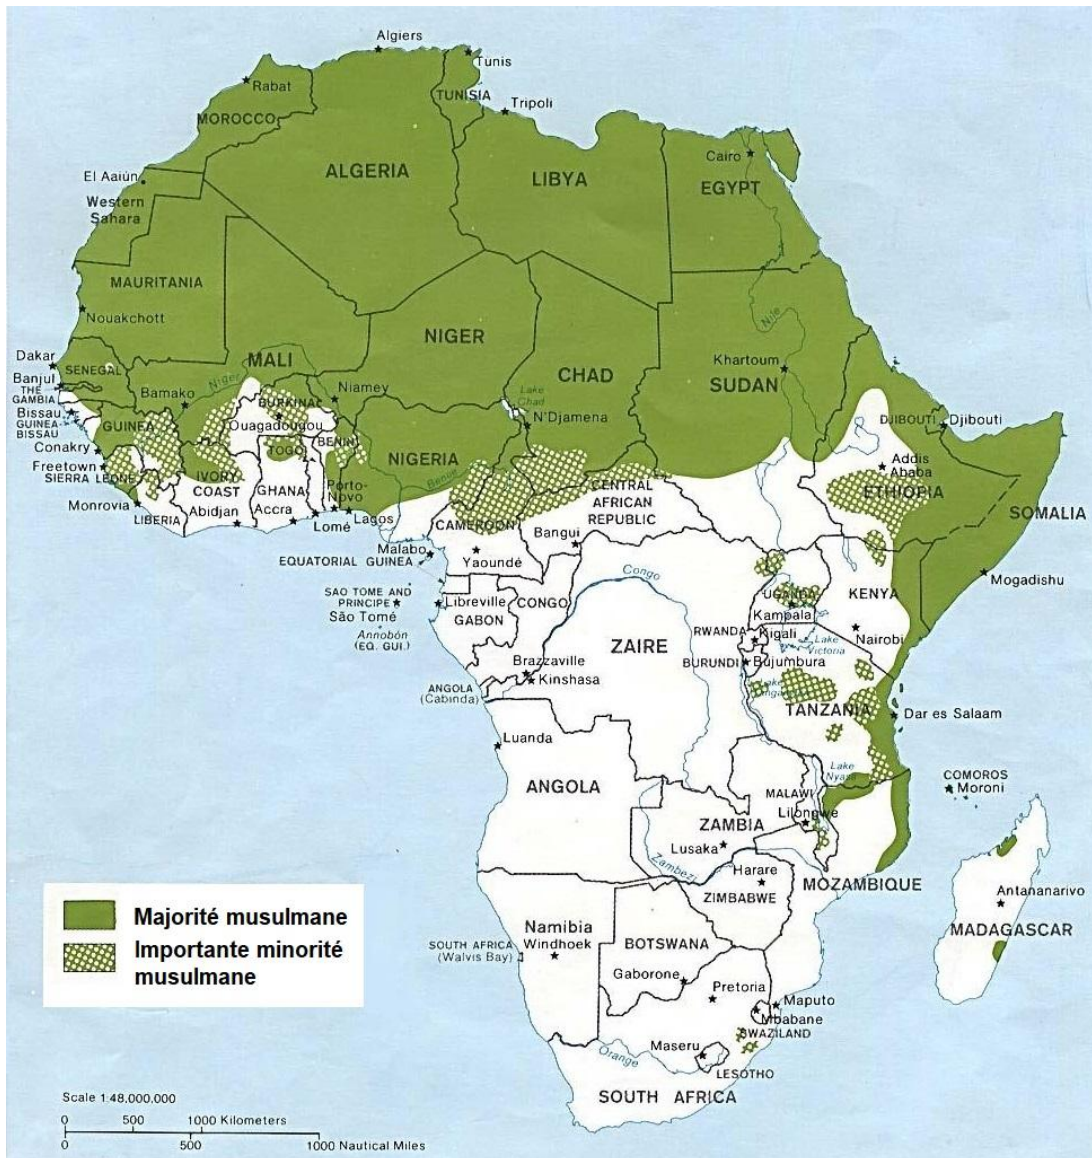 Algiers
Tunis
Rabat
TUNISIA
Tripoli
MOROCCO
Cairo
El Aaiún
Western
Sahara
ALGERIA
LIBYA
EGYPT
MAURITANIA
Nouakchott
NIGER
Nile
MALI
CHAD
SUDAN
Khartoum
Dakar
SENEGAL
Banjul
THE
GAMBIA
Bamako
Niger
Niamey
Lake
Chad
N'Djamena
Bissau
GUINEA-
BISSAU
GUINEA
BURKINA
Ouagadougou
BENIN
DJIBOUTI
Djibouti
Conakry
Freetown
SIERRA LEONE
IVORY
COAST
TOGO
GHANA
NIGERIA
Benue
Addis
Ababa
ETHIOPIA
SOMALIA
Monrovia
LIBERIA
Abidjan
Accra
Lomé
Porto-
Novo
Lagos
CAMEROON
CENTRAL
AFRICAN
REPUBLIC
Bangui
Malabo
EQUATORIAL GUINEA
Yaoundé
Mogadishu
SAO TOME AND
PRINCIPE
São Tomé
Annobón
(EQ. GUI.)
Libreville
GABON
CONGO
Congo
UGANDA
Kampala
KENYA
Nairobi
ZAIRE
RWANDA
Kigali
Lake
Victoria
BURUNDI
Bujumbura
Brazzaville
Kinshasa
ANGOLA
(Cabinda)
Lake
TANZANIA
Dar es Salaam
Luanda
ANGOLA
Lake
Nyasa
MALAWI
Lilongwe
COMOROS
Moroni
ZAMBIA
Lusaka
Zambezi
Harare
ZIMBABWE
MOZAMBIQUE
Antananarivo
MADAGASCAR
Namibia
Windhoek
BOTSWANA
SOUTH AFRICA
(Walvis Bay)
Gaborone
Pretoria
Maputo
Mbabane
SWAZILAND
Maseru
Orange
LESOTHO
SOUTH AFRICA
Majorité musulmane
Importante minorité
musulmane
Scale 1:48,000,000
0 500 1000 Kilometers
0 500 1000 Nautical Miles